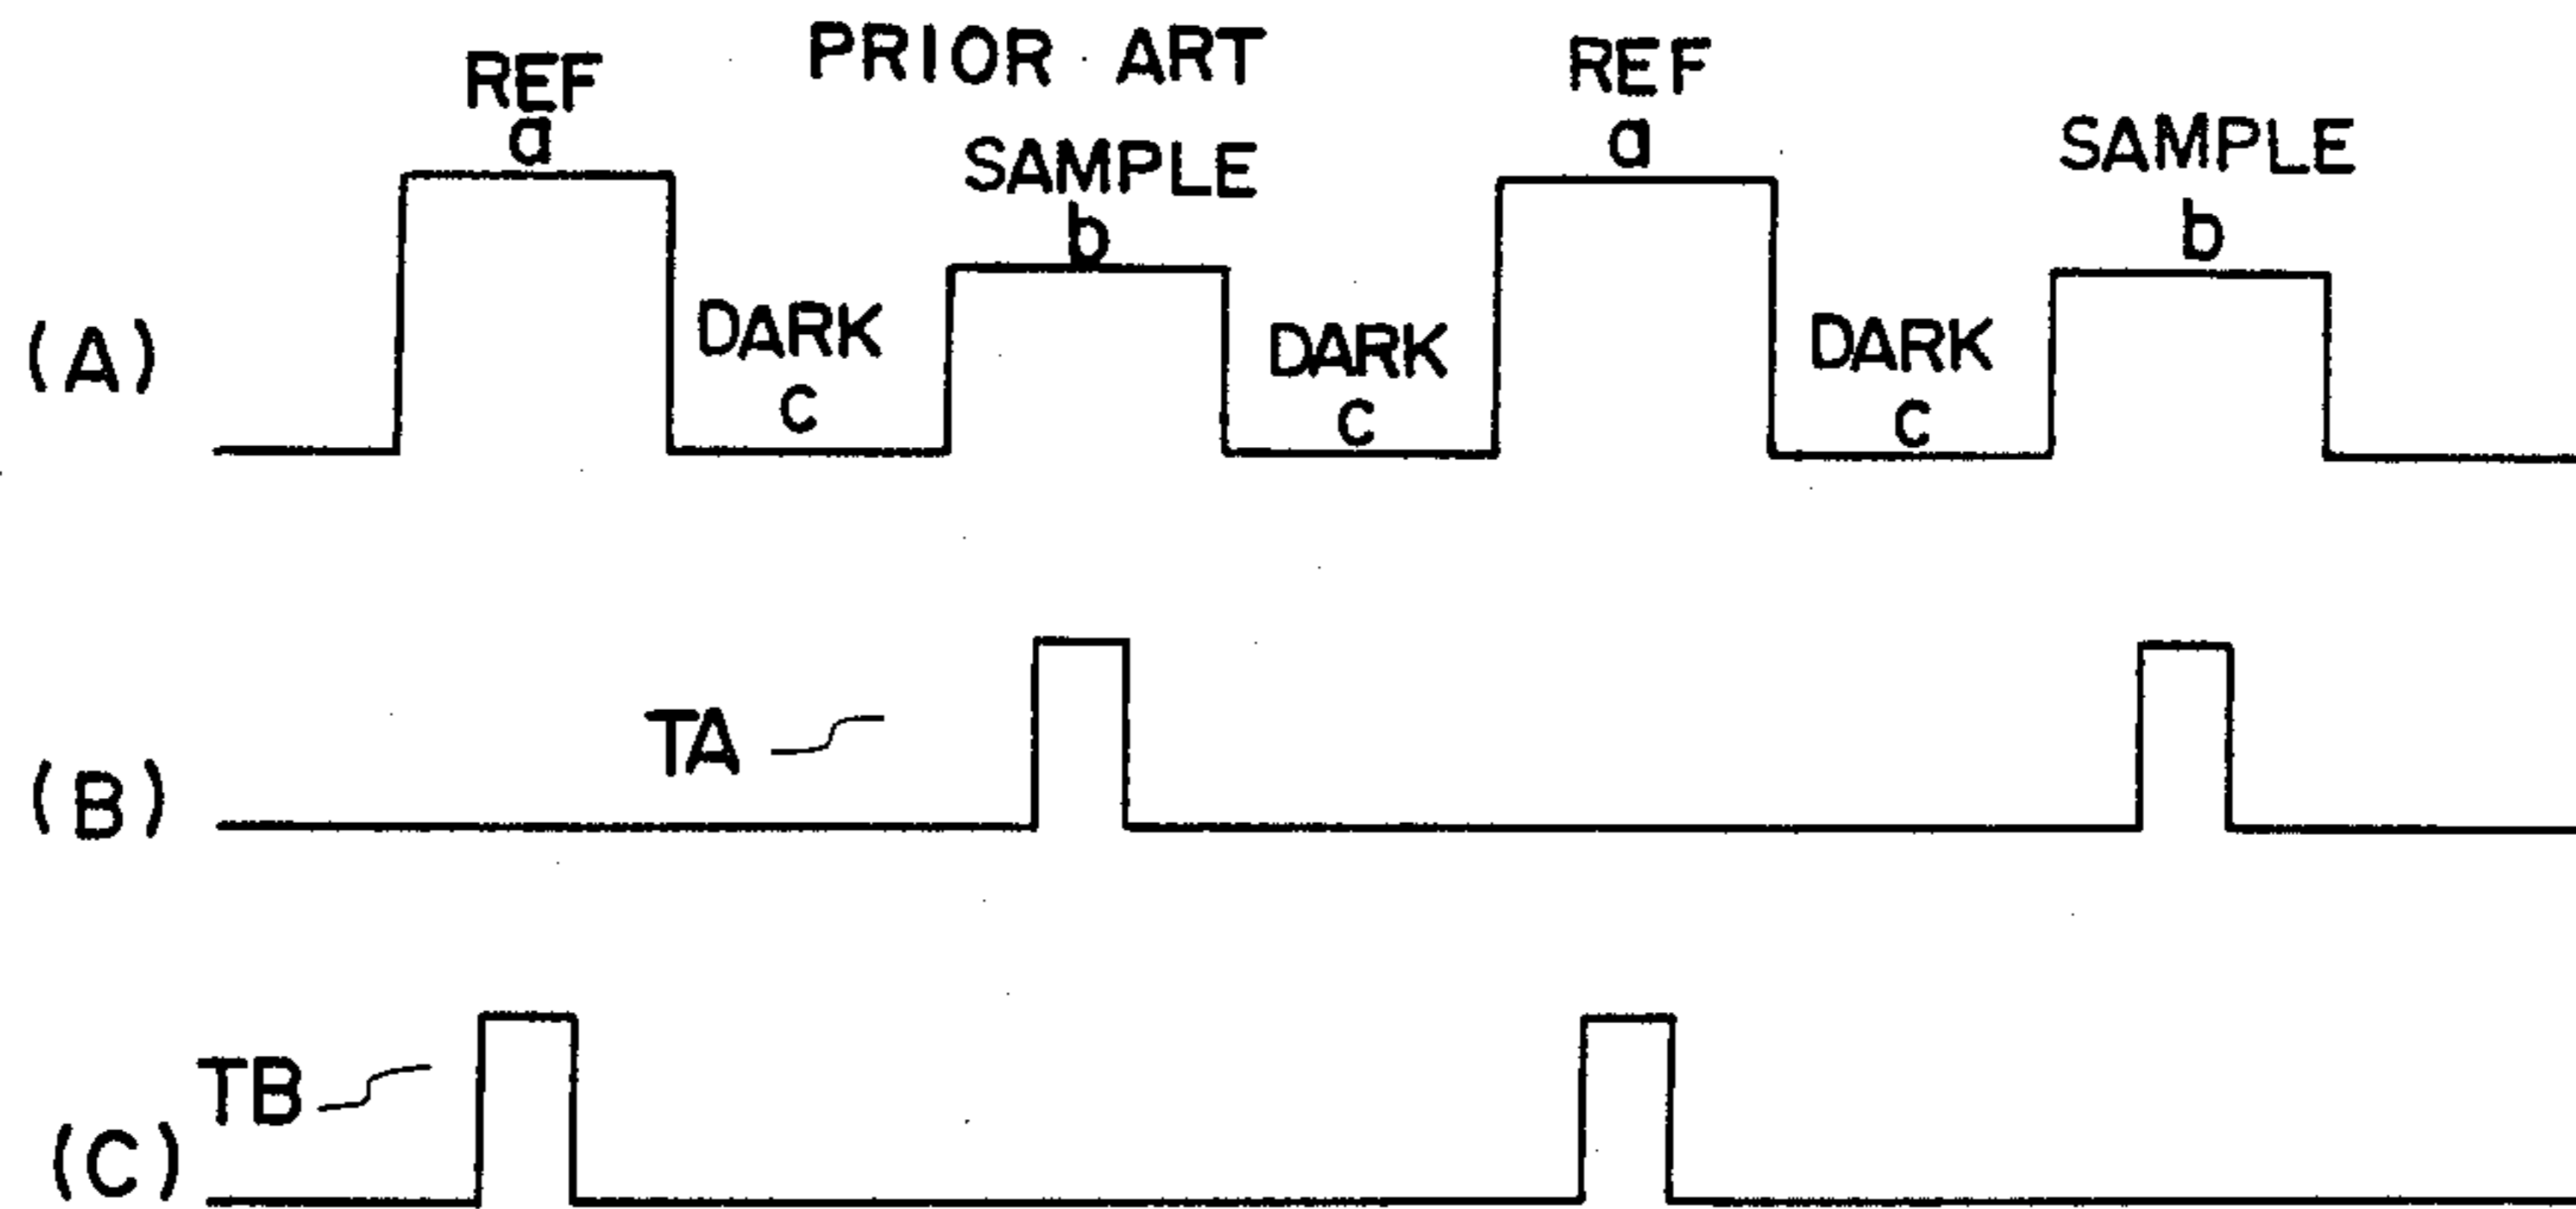 PRIOR ART
REF
a
SAMPLE
b
REF
a
SAMPLE
b
(A)
DARK
c
DARK
c
DARK
c
(B)
TA
(C)
TB